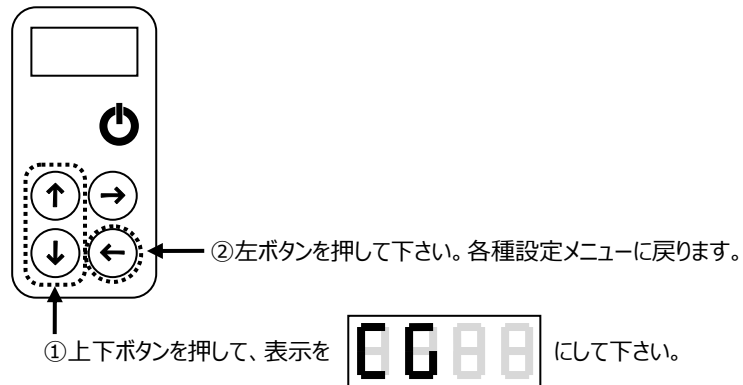 ②左ボタンを押して下さい。各種設定メニューに戻ります。
①上下ボタンを押して、表示を CG にして下さい。